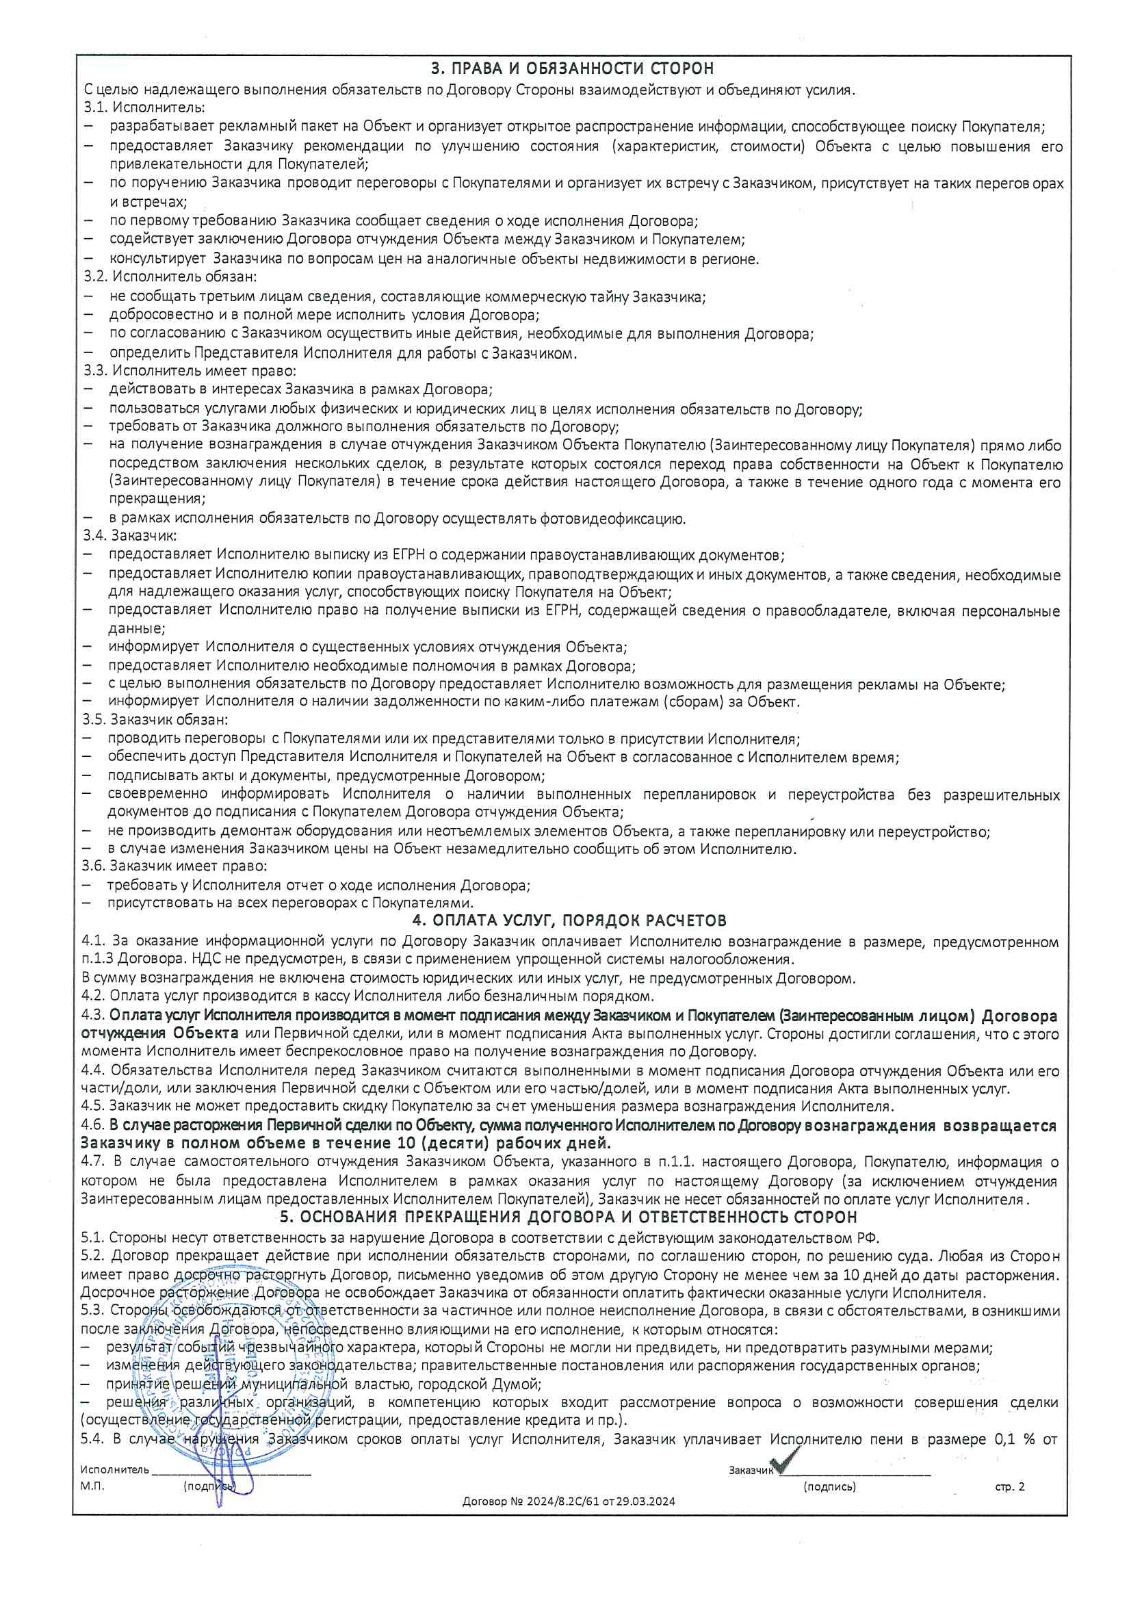 3. ПРАВА И ОБЯЗАННОСТИ СТОРОН
С целью надлежащего выполнения обязательств по Договору Стороны взаимодействуют и объединяют усилия.
3.1. Исполнитель:
– разрабатывает рекламный пакет на Объект и организует открытое распространение информации, способствующее поиску Покупателя;
– предоставляет Заказчику рекомендации по улучшению состояния (характеристик, стоимости) Объекта с целью повышения его
привлекательности для Покупателей;
– по поручению Заказчика проводит переговоры с Покупателями и организует их встречу с Заказчиком, присутствует на таких переговорах
и встречах;
– по первому требованию Заказчика сообщает сведения о ходе исполнения Договора;
– содействует заключению Договора отчуждения Объекта между Заказчиком и Покупателем;
– консультирует Заказчика по вопросам цен на аналогичные объекты недвижимости в регионе.
3.2. Исполнитель обязан:
– не сообщать третьим лицам сведения, составляющие коммерческую тайну Заказчика;
– добросовестно и в полной мере исполнить условия Договора;
– по согласованию с Заказчиком осуществить иные действия, необходимые для выполнения Договора;
– определить Представителя Исполнителя для работы с Заказчиком.
3.3. Исполнитель имеет право:
– действовать в интересах Заказчика в рамках Договора;
– пользоваться услугами любых физических и юридических лиц в целях исполнения обязательств по Договору;
– требовать от Заказчика должного выполнения обязательств по Договору;
– на получение вознаграждения в случае отчуждения Заказчиком Объекта Покупателю (Заинтересованному лицу Покупателя) прямо либо
посредством заключения нескольких сделок, в результате которых состоялся переход права собственности на Объект к Покупателю
(Заинтересованному лицу Покупателя) в течение срока действия настоящего Договора, а также в течение одного года с момента его
прекращения;
– в рамках исполнения обязательств по Договору осуществлять фотовидеофиксацию.
3.4. Заказчик:
– предоставляет Исполнителю выписку из ЕГРН о содержании правоустанавливающих документов;
– предоставляет Исполнителю копии правоустанавливающих, правоподтверждающих и иных документов, а также сведения, необходимые
для надлежащего оказания услуг, способствующих поиску Покупателя на Объект;
– предоставляет Исполнителю право на получение выписки из ЕГРН, содержащей сведения о правообладателе, включая персональные
данные;
– информирует Исполнителя о существенных условиях отчуждения Объекта;
– предоставляет Исполнителю необходимые полномочия в рамках Договора;
– с целью выполнения обязательств по Договору предоставляет Исполнителю возможность для размещения рекламы на Объекте;
– информирует Исполнителя о наличии задолженности по каким-либо платежам (сборам) за Объект.
3.5. Заказчик обязан:
– проводить переговоры с Покупателями или их представителями только в присутствии Исполнителя;
– обеспечить доступ Представителя Исполнителя и Покупателей на Объект в согласованное с Исполнителем время;
– подписывать акты и документы, предусмотренные Договором;
– своевременно информировать Исполнителя о наличии выполненных перепланировок и переустройства без разрешительных
документов до подписания с Покупателем Договора отчуждения Объекта;
– не производить демонтаж оборудования или неотъемлемых элементов Объекта, а также перепланировку или переустройство;
– в случае изменения Заказчиком цены на Объект незамедлительно сообщить об этом Исполнителю.
3.6. Заказчик имеет право:
– требовать у Исполнителя отчет о ходе исполнения Договора;
– присутствовать на всех переговорах с Покупателями.
4. ОПЛАТА УСЛУГ, ПОРЯДОК РАСЧЕТОВ
4.1. За оказание информационной услуги по Договору Заказчик оплачивает Исполнителю вознаграждение в размере, предусмотренном
п.1.3 Договора. НДС не предусмотрен, в связи с применением упрощенной системы налогообложения.
В сумму вознаграждения не включена стоимость юридических или иных услуг, не предусмотренных Договором.
4.2. Оплата услуг производится в кассу Исполнителя либо безналичным порядком.
4.3. Оплата услуг Исполнителя производится в момент подписания между Заказчиком и Покупателем (Заинтересованным лицом) Договора
отчуждения Объекта или Первичной сделки, или в момент подписания Акта выполненных услуг. Стороны достигли соглашения, что с этого
момента Исполнитель имеет беспрекословное право на получение вознаграждения по Договору.
4.4. Обязательства Исполнителя перед Заказчиком считаются выполненными в момент подписания Договора отчуждения Объекта или его
части/доли, или заключения Первичной сделки с Объектом или его частью/долей, или в момент подписания Акта выполненных услуг.
4.5. Заказчик не может предоставить скидку Покупателю за счет уменьшения размера вознаграждения Исполнителя.
4.6. В случае расторжения Первичной сделки по Объекту, сумма полученного Исполнителем по Договору вознаграждения возвращается
Заказчику в полном объеме в течение 10 (десяти) рабочих дней.
4.7. В случае самостоятельного отчуждения Заказчиком Объекта, указанного в п.1.1. настоящего Договора, Покупателю, информация о
котором не была предоставлена Исполнителем в рамках оказания услуг по настоящему Договору (за исключением отчуждения
Заинтересованным лицам предоставленных Исполнителем Покупателей), Заказчик не несет обязанностей по оплате услуг Исполнителя.
5. ОСНОВАНИЯ ПРЕКРАЩЕНИЯ ДОГОВОРА И ОТВЕТСТВЕННОСТЬ СТОРОН
5.1. Стороны несут ответственность за нарушение Договора в соответствии с действующим законодательством РФ.
5.2. Договор прекращает действие при исполнении обязательств сторонами, по соглашению сторон, по решению суда. Любая из Сторон
имеет право досрочно расторгнуть Договор, письменно уведомив об этом другую Сторону не менее чем за 10 дней до даты расторжения.
Досрочное расторжение Договора не освобождает Заказчика от обязанности оплатить фактически оказанные услуги Исполнителя.
5.3. Стороны освобождаются от ответственности за частичное или полное неисполнение Договора, в связи с обстоятельствами, возникшими
после заключения Договора, непосредственно влияющими на его исполнение, к которым относятся:
– результат событий чрезвычайного характера, который Стороны не могли ни предвидеть, ни предотвратить разумными мерами;
– изменения действующего законодательства; правительственные постановления или распоряжения государственных органов;
– принятие решений муниципальной властью, городской Думой;
– решения различных организаций, в компетенцию которых входит рассмотрение вопроса о возможности совершения сделки
(осуществление государственной регистрации, предоставление кредита и пр.).
5.4. В случае нарушения Заказчиком сроков оплаты услуг Исполнителя, Заказчик уплачивает Исполнителю пени в размере 0,1 % от
Исполнитель Заказчик
М.П. (подпись) (подпись) стр. 2
Договор № 2024/8.2С/61 от 29.03.2024